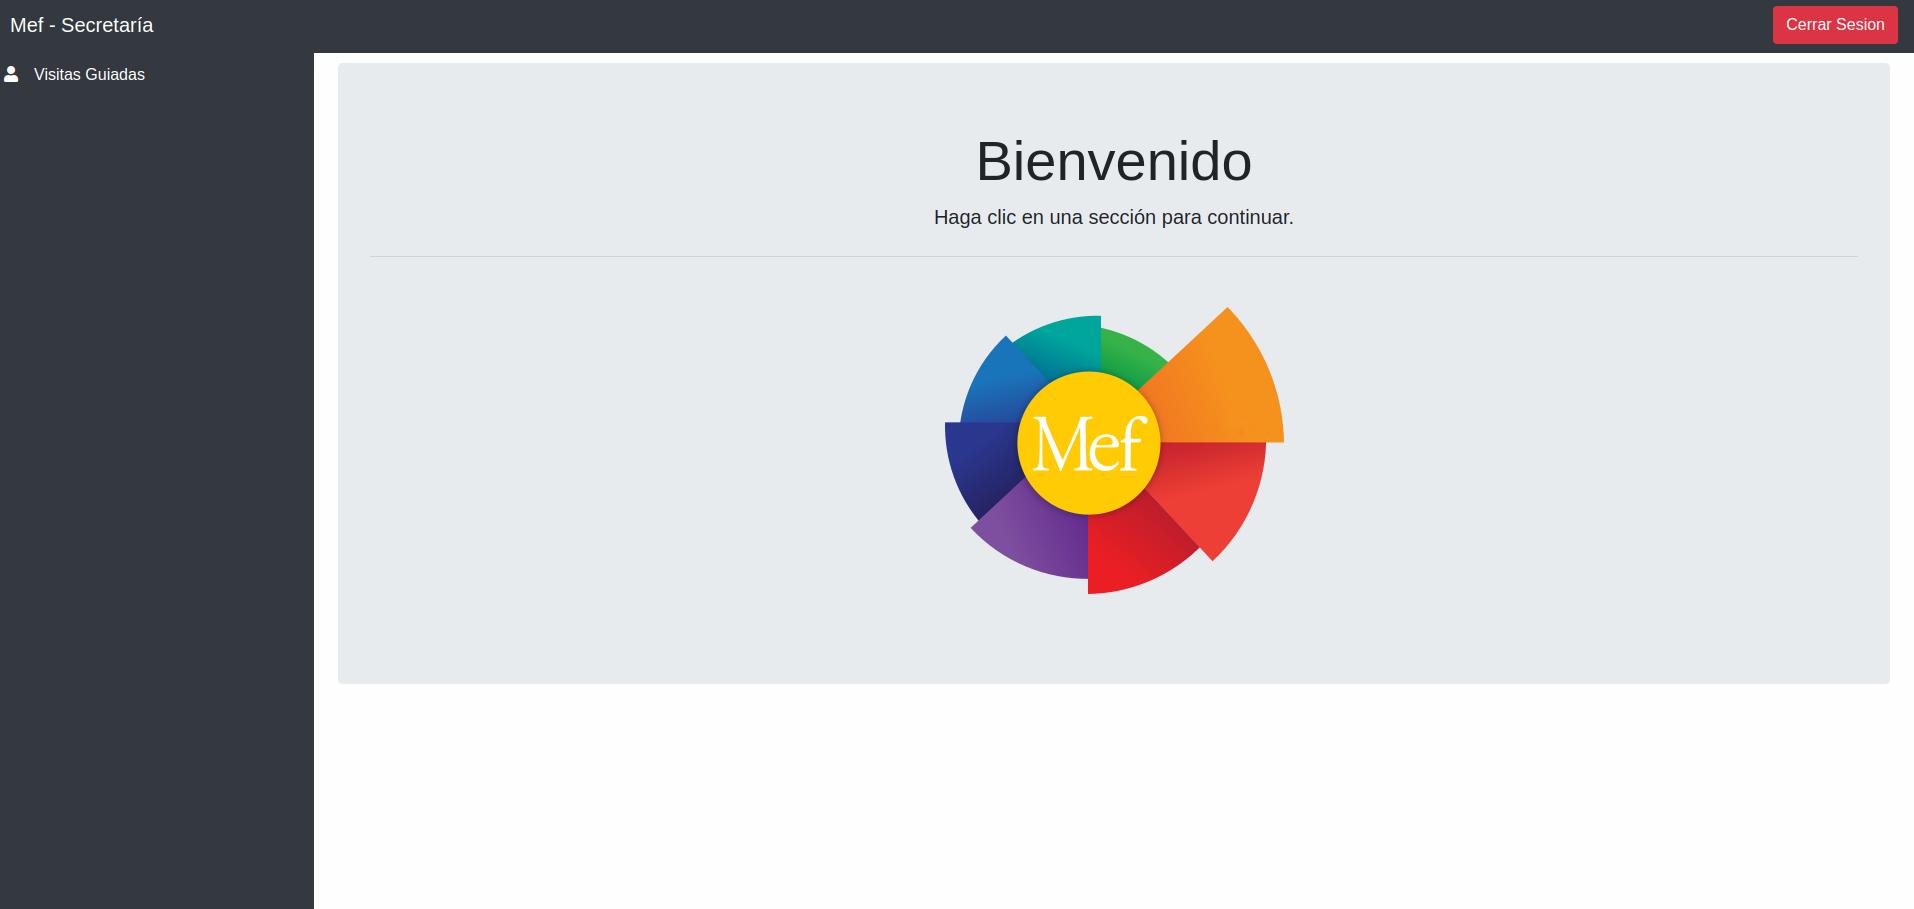 Mef - Secretaría
Cerrar Sesion
Visitas Guiadas
Bienvenido
Haga clic en una sección para continuar.
Mef